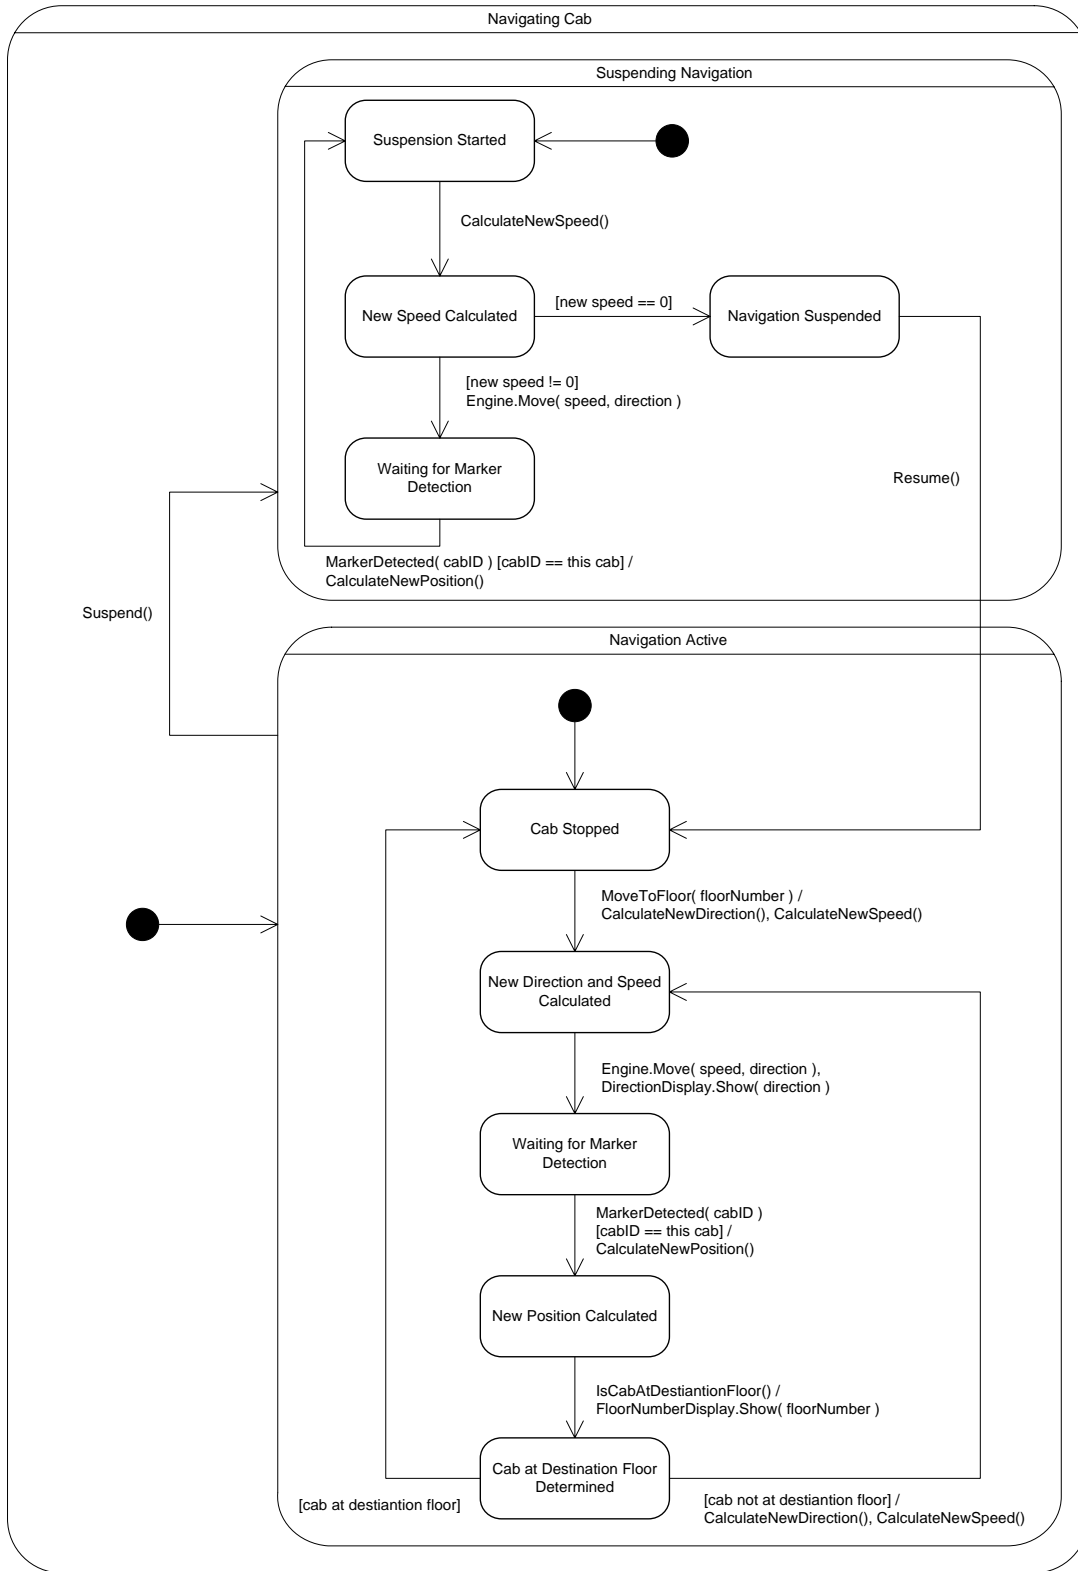 Navigating Cab
Suspending Navigation
Suspension Started
CalculateNewSpeed()
New Speed Calculated
[new speed == 0]
Navigation Suspended
[new speed != 0]
Engine.Move( speed, direction )
Waiting for Marker
Detection
Resume()
MarkerDetected( cabID ) [cabID == this cab] /
CalculateNewPosition()
Suspend()
Navigation Active
Cab Stopped
MoveToFloor( floorNumber ) /
CalculateNewDirection(), CalculateNewSpeed()
New Direction and Speed
Calculated
Engine.Move( speed, direction ),
DirectionDisplay.Show( direction )
Waiting for Marker
Detection
MarkerDetected( cabID )
[cabID == this cab] /
CalculateNewPosition()
New Position Calculated
IsCabAtDestiantionFloor() /
FloorNumberDisplay.Show( floorNumber )
Cab at Destination Floor
Determined
[cab at destiantion floor]
[cab not at destiantion floor] /
CalculateNewDirection(), CalculateNewSpeed()